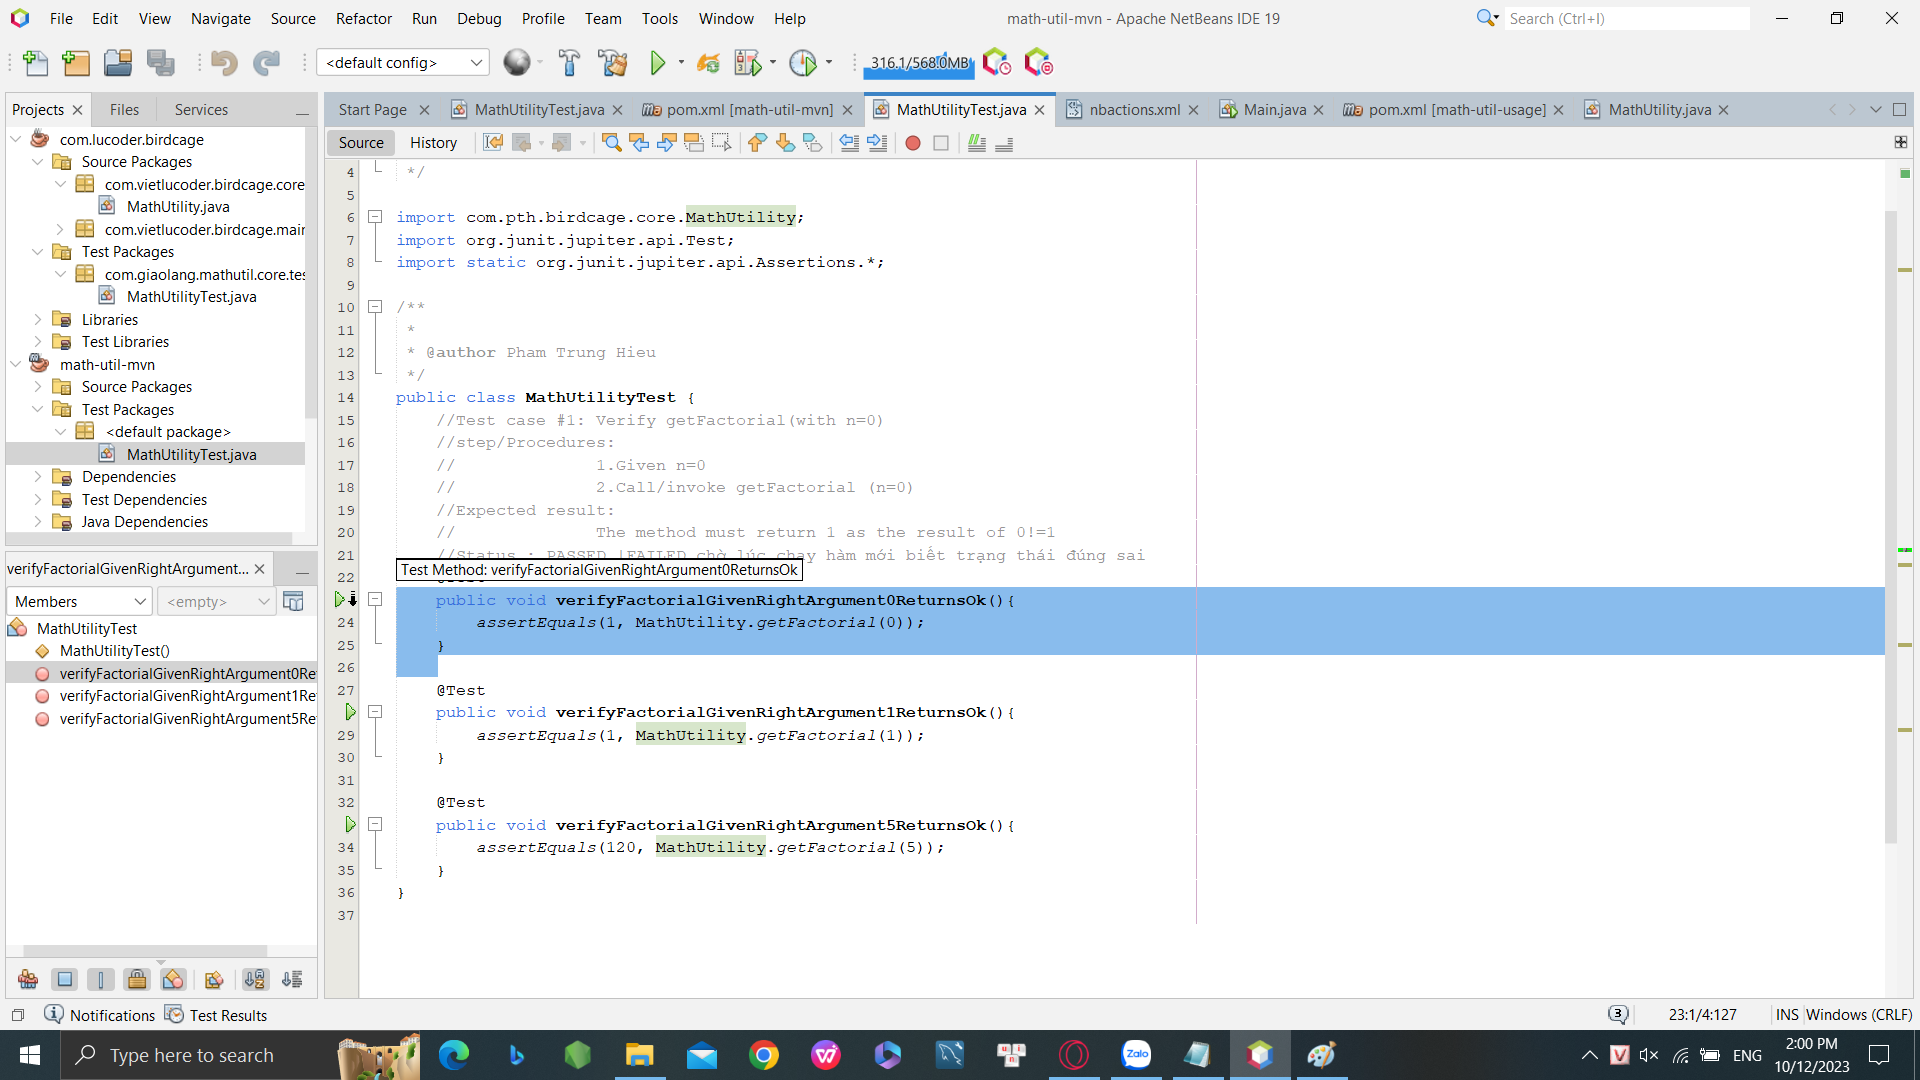 File Edit View Navigate Source Refactor Run Debug Profile Team Tools Window Help
math-util-mvn - Apache NetBeans IDE 19
Search (Ctrl+I)
<default config>
316.1/568.0MB
Projects Files Services
Start Page MathUtilityTest.java pom.xml [math-util-mvn] MathUtilityTest.java nbactions.xml Main.java pom.xml [math-util-usage] MathUtility.java
Source History
com.lucoder.birdcage
Source Packages
com.vietlucoder.birdcage.core
MathUtility.java
com.vietlucoder.birdcage.mair
Test Packages
com.giaolang.mathutil.core.tes
MathUtilityTest.java
Libraries
Test Libraries
math-util-mvn
Source Packages
Test Packages
<default package>
MathUtilityTest.java
Dependencies
Test Dependencies
Java Dependencies
verifyFactorialGivenRightArgument...
Members
<empty>
MathUtilityTest
MathUtilityTest()
verifyFactorialGivenRightArgument0Re
verifyFactorialGivenRightArgument1Re
verifyFactorialGivenRightArgument5Re
4 */
5
6 import com.pth.birdcage.core.MathUtility;
7 import org.junit.jupiter.api.Test;
8 import static org.junit.jupiter.api.Assertions.*;
9
10 /**
11 *
12 * @author Pham Trung Hieu
13 */
14 public class MathUtilityTest {
15 //Test case #1: Verify getFactorial(with n=0)
16 //step/Procedures:
17 // 1.Given n=0
18 // 2.Call/invoke getFactorial (n=0)
19 //Expected result:
20 // The method must return 1 as the result of 0!=1
21 //Status : PASSED |FAILED chờ lúc chạy hàm mới biết trạng thái đúng sai
Test Method: verifyFactorialGivenRightArgument0ReturnsOk
22
public void verifyFactorialGivenRightArgument0ReturnsOk(){
24 assertEquals(1, MathUtility.getFactorial(0));
25 }
26
27 @Test
public void verifyFactorialGivenRightArgument1ReturnsOk(){
29 assertEquals(1, MathUtility.getFactorial(1));
30 }
31
32 @Test
public void verifyFactorialGivenRightArgument5ReturnsOk(){
34 assertEquals(120, MathUtility.getFactorial(5));
35 }
36 }
37
Notifications Test Results
3
23:1/4:127
INS Windows (CRLF)
Type here to search
Zalo
ENG
2:00 PM
10/12/2023